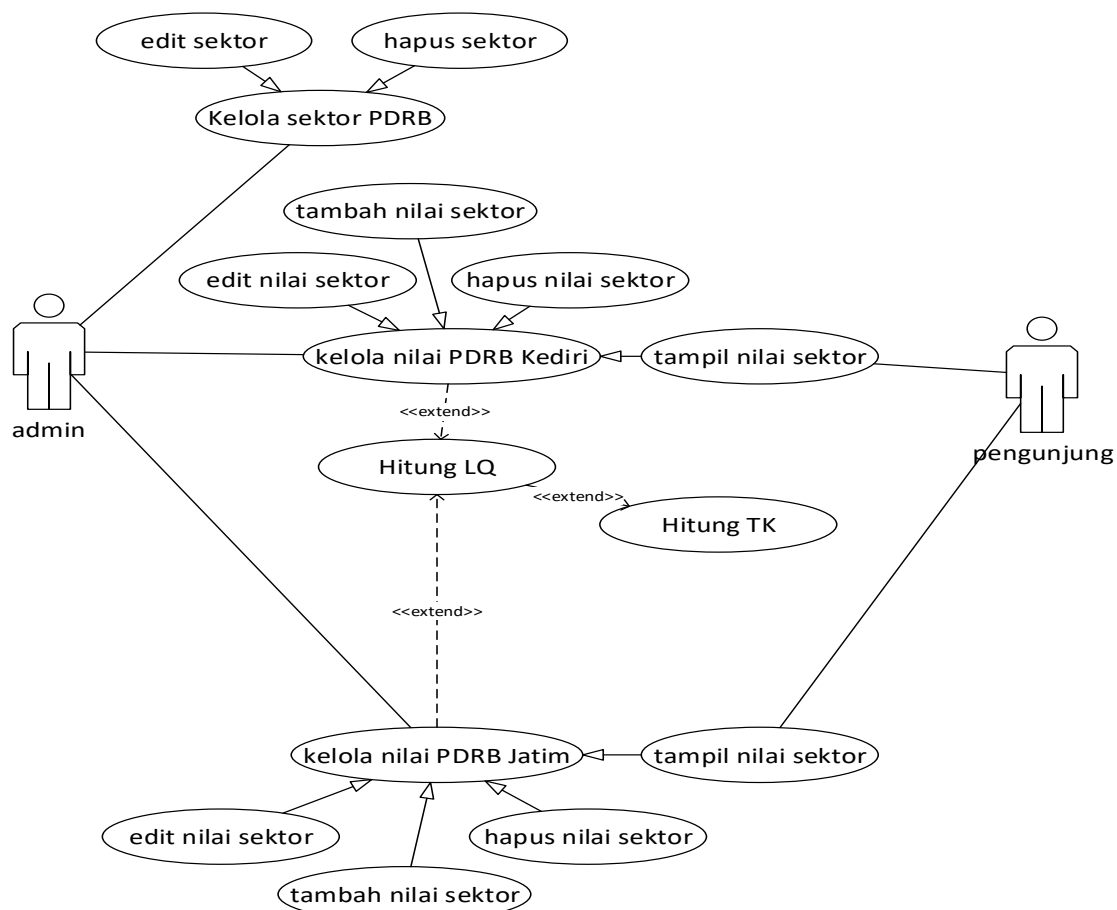 edit sektor
hapus sektor
Kelola sektor PDRB
tambah nilai sektor
edit nilai sektor
hapus nilai sektor
kelola nilai PDRB Kediri
tampil nilai sektor
<<extend>>
admin
pengunjung
Hitung LQ
<<extend>>
Hitung TK
<<extend>>
kelola nilai PDRB Jatim
tampil nilai sektor
edit nilai sektor
hapus nilai sektor
tambah nilai sektor